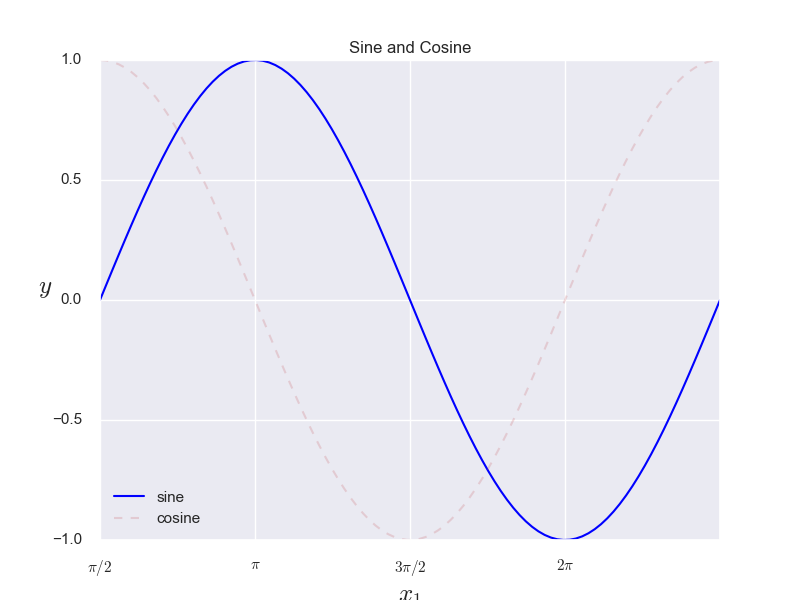 Sine and Cosine
1.0
0.5
y
0.0
−0.5
−1.0
sine
cosine
π/2
π
3π/2
2π
x₁